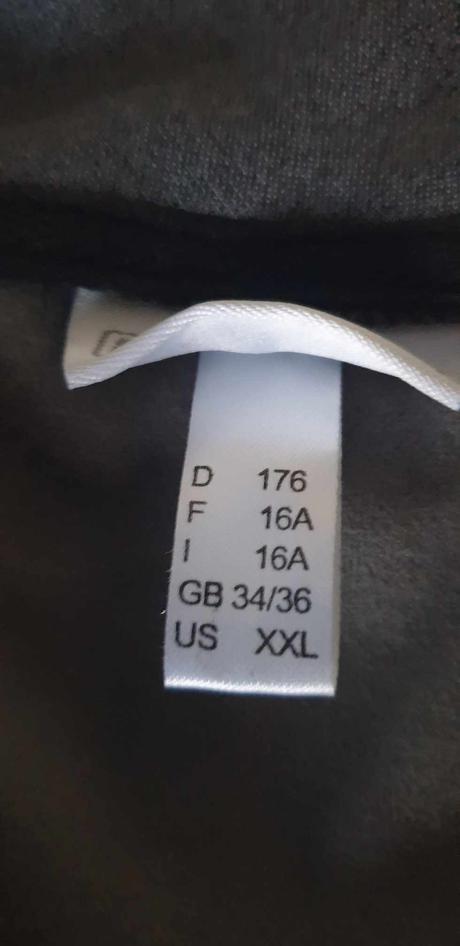 D 176
F 16A
I 16A
GB 34/36
US XXL